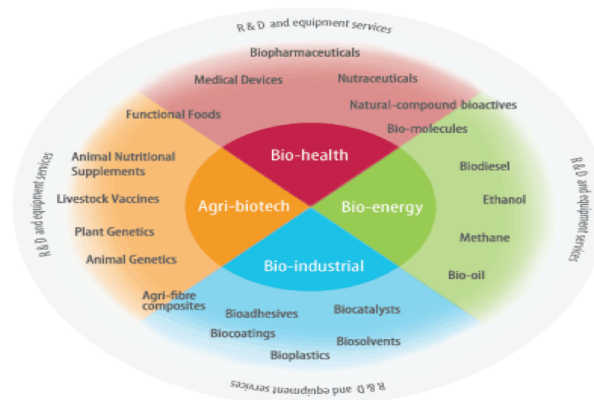 R & D and equipment services
Biopharmaceuticals
Medical Devices
Nutraceuticals
Natural-compound bioactives
Functional Foods
Bio-molecules
Bio-health
Animal Nutritional
Supplements
Livestock Vaccines
Plant Genetics
Animal Genetics
Agri-biotech
Bio-energy
Biodiesel
Ethanol
Methane
Bio-oil
Bio-industrial
Agri-fibre
composites
Bioadhesives
Biocatalysts
Biocoatings
Biosolvents
Bioplastics
R & D and equipment services
R & D and equipment services
R & D and equipment services